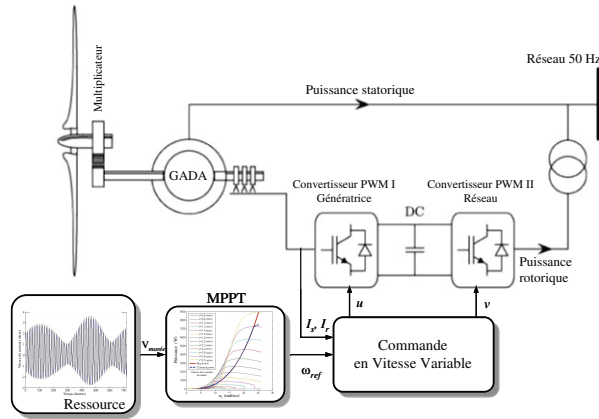 Réseau 50 Hz
Multiplicateur
Puissance statorique
GADA
Convertisseur PWM I
Génératrice
DC
Convertisseur PWM II
Réseau
Puissance
rotorique
MPPT
u
v
I_s, I_r
V_marée
ω_ref
Commande
en Vitesse Variable
Ressource